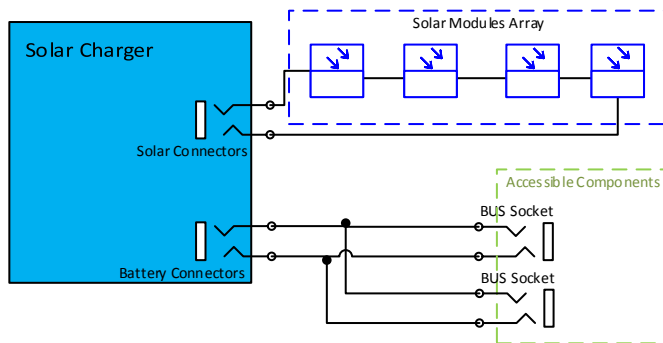 Solar Modules Array
Solar Charger
Solar Connectors
Accessible Components
BUS Socket
Battery Connectors
BUS Socket